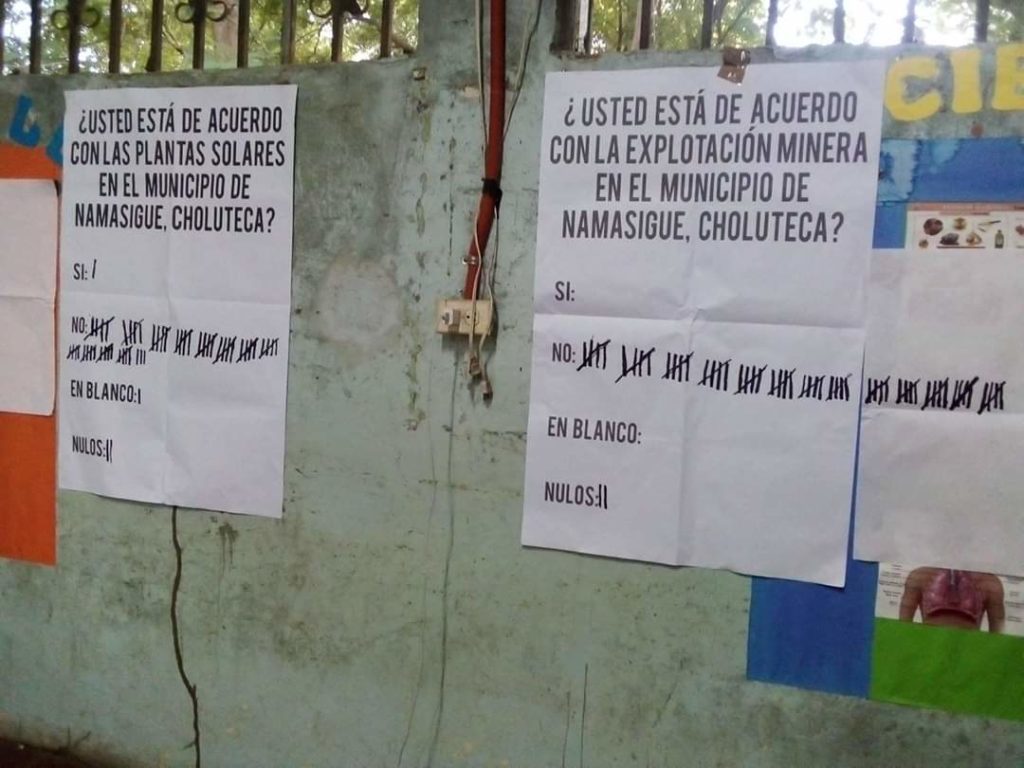 ¿USTED ESTÁ DE ACUERDO
CON LAS PLANTAS SOLARES
EN EL MUNICIPIO DE
NAMASIGUE, CHOLUTECA?
SI:
NO:
EN BLANCO:
NULOS:
¿USTED ESTÁ DE ACUERDO
CON LA EXPLOTACIÓN MINERA
EN EL MUNICIPIO DE
NAMASIGUE, CHOLUTECA?
SI:
NO:
EN BLANCO:
NULOS:
CIE